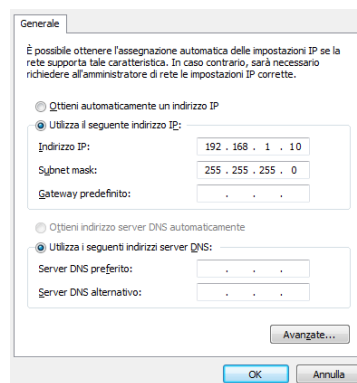 Generale
È possibile ottenere l'assegnazione automatica delle impostazioni IP se la
rete supporta tale caratteristica. In caso contrario, sarà necessario
richiedere all'amministratore di rete le impostazioni IP corrette.
Ottieni automaticamente un indirizzo IP
Utilizza il seguente indirizzo IP:
Indirizzo IP: 192 . 168 . 1 . 10
Subnet mask: 255 . 255 . 255 . 0
Gateway predefinito: . . .
Ottieni indirizzo server DNS automaticamente
Utilizza i seguenti indirizzi server DNS:
Server DNS preferito: . . .
Server DNS alternativo: . . .
Avanzate...
OK Annulla